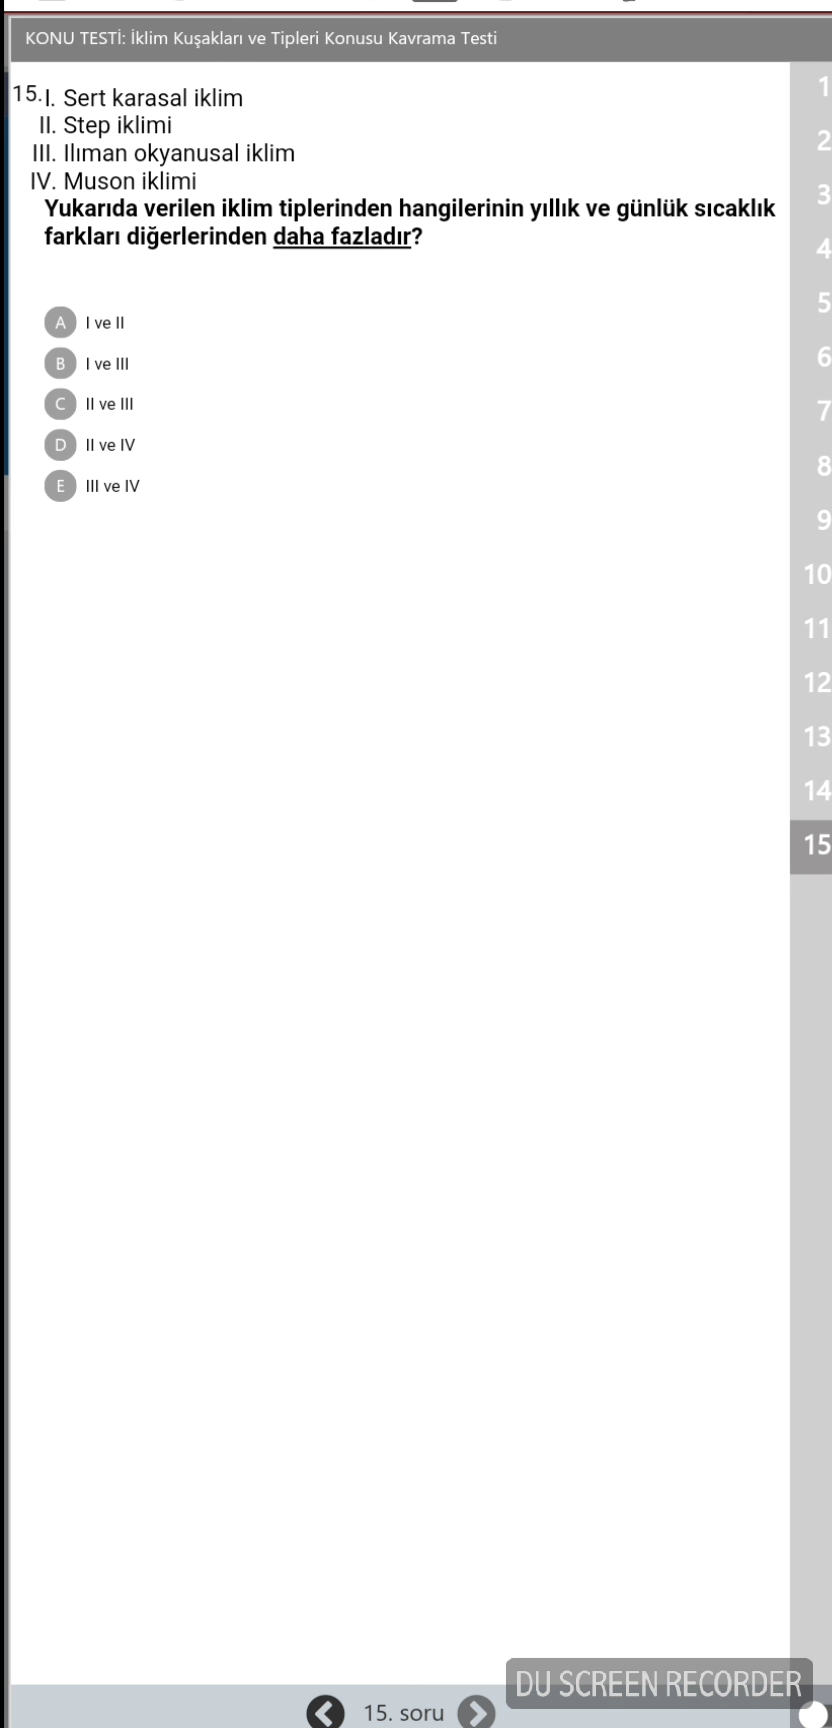 KONU TESTİ: İklim Kuşakları ve Tipleri Konusu Kavrama Testi
15. I. Sert karasal iklim
II. Step iklimi
III. Ilıman okyanusal iklim
IV. Muson iklimi
Yukarıda verilen iklim tiplerinden hangilerinin yıllık ve günlük sıcaklık
farkları diğerlerinden daha fazladır?
A I ve II
B I ve III
C II ve III
D II ve IV
E III ve IV
1
2
3
4
5
6
7
8
9
10
11
12
13
14
15
DU SCREEN RECORDER
15. soru